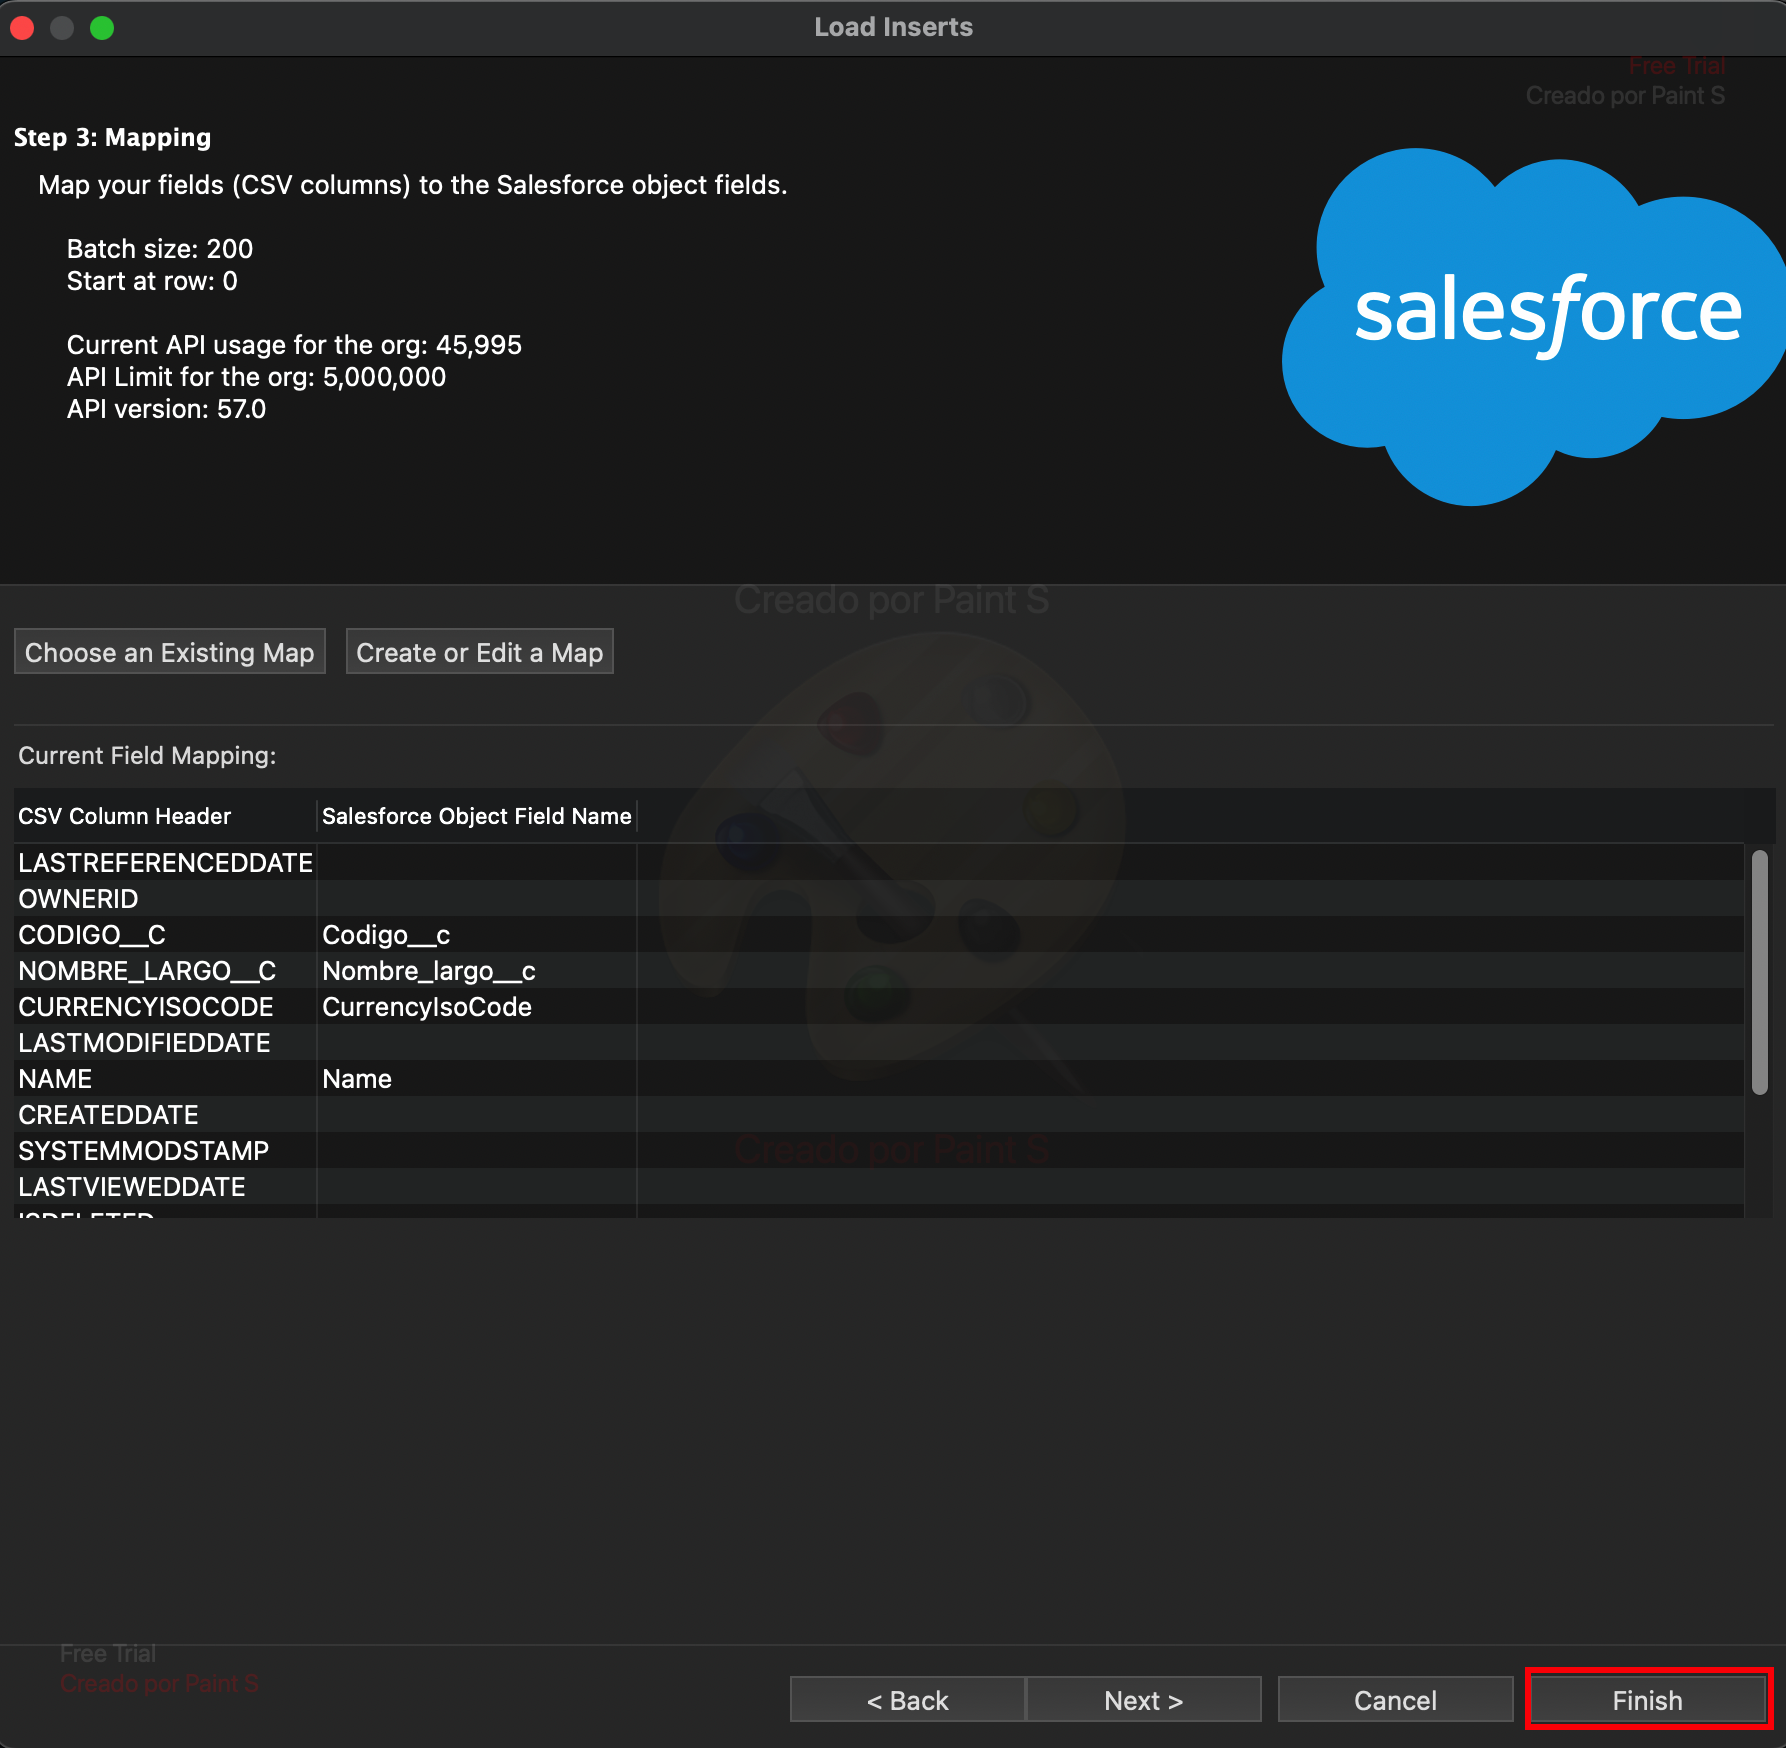 Load Inserts
Free Trial
Creado por Paint S
Step 3: Mapping
Map your fields (CSV columns) to the Salesforce object fields.
Batch size: 200
Start at row: 0
Current API usage for the org: 45,995
API Limit for the org: 5,000,000
API version: 57.0
salesforce
Creado por Paint S
Choose an Existing Map Create or Edit a Map
Current Field Mapping:
CSV Column Header Salesforce Object Field Name
LASTREFERENCEDDATE
OWNERID
CODIGO__C Codigo__c
NOMBRE_LARGO__C Nombre_largo__c
CURRENCYISOCODE CurrencyIsoCode
LASTMODIFIEDDATE
NAME Name
CREATEDDATE
SYSTEMMODSTAMP
Creado por Paint S
LASTVIEWEDDATE
ISDELETED
Free Trial
Creado por Paint S
< Back Next > Cancel Finish